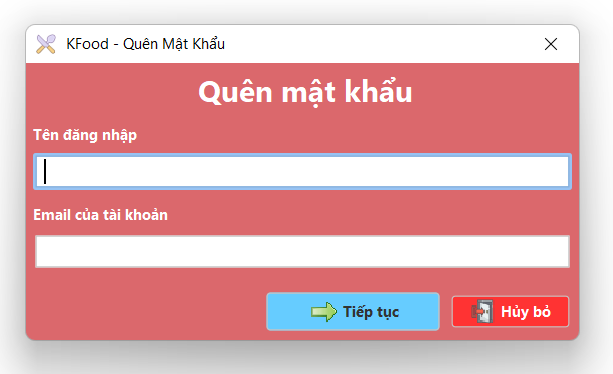 KFood - Quên Mật Khẩu
Quên mật khẩu
Tên đăng nhập
Email của tài khoản
Tiếp tục
Hủy bỏ